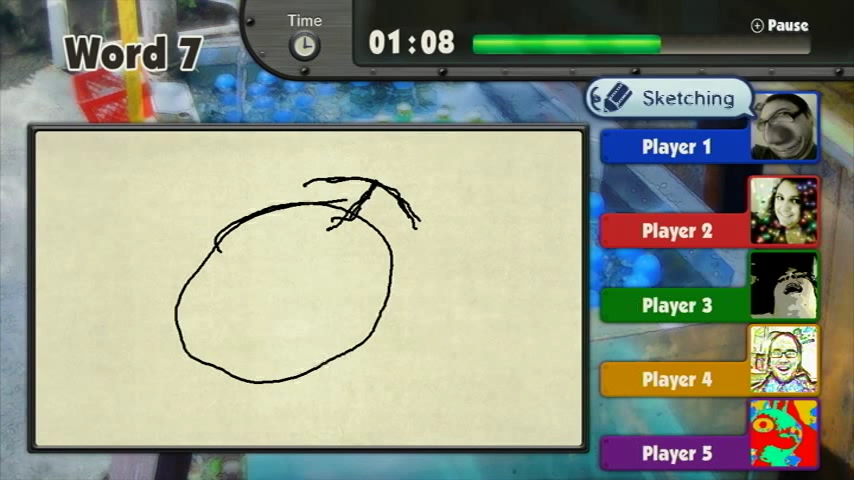 Time
Word 7
01:08
Pause
Sketching
Player 1
Player 2
Player 3
Player 4
Player 5